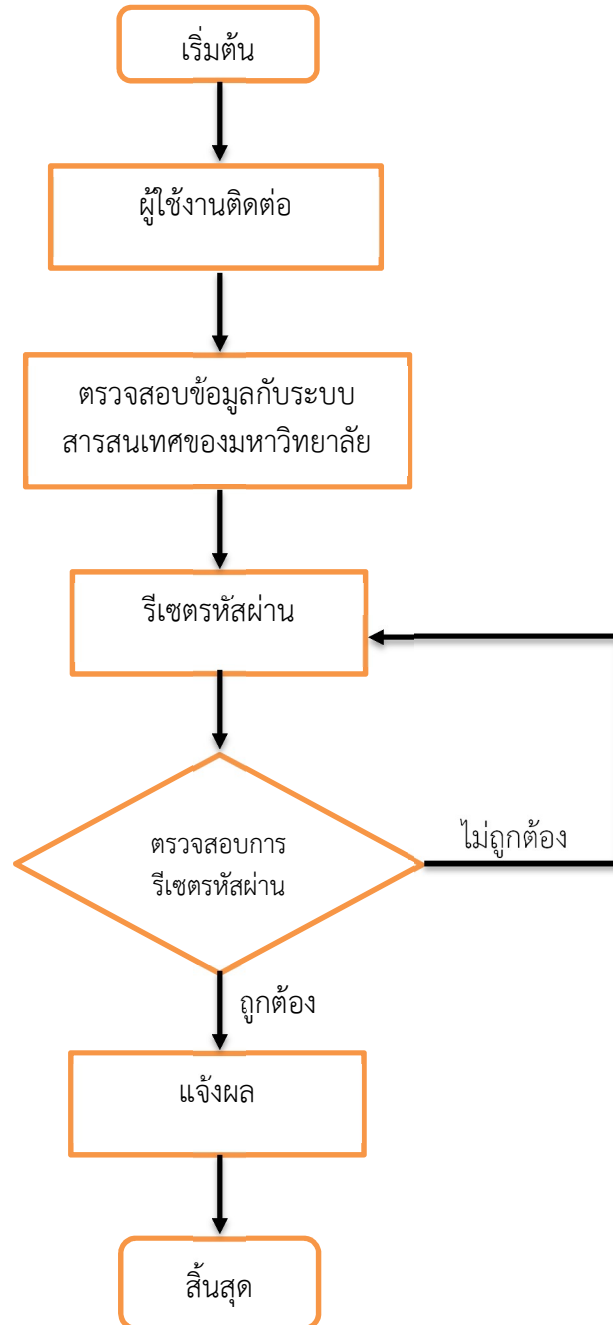 เริ่มต้น
ผู้ใช้งานติดต่อ
ตรวจสอบข้อมูลกับระบบ
สารสนเทศของมหาวิทยาลัย
รีเซตรหัสผ่าน
ตรวจสอบการ
รีเซตรหัสผ่าน
ไม่ถูกต้อง
ถูกต้อง
แจ้งผล
สิ้นสุด